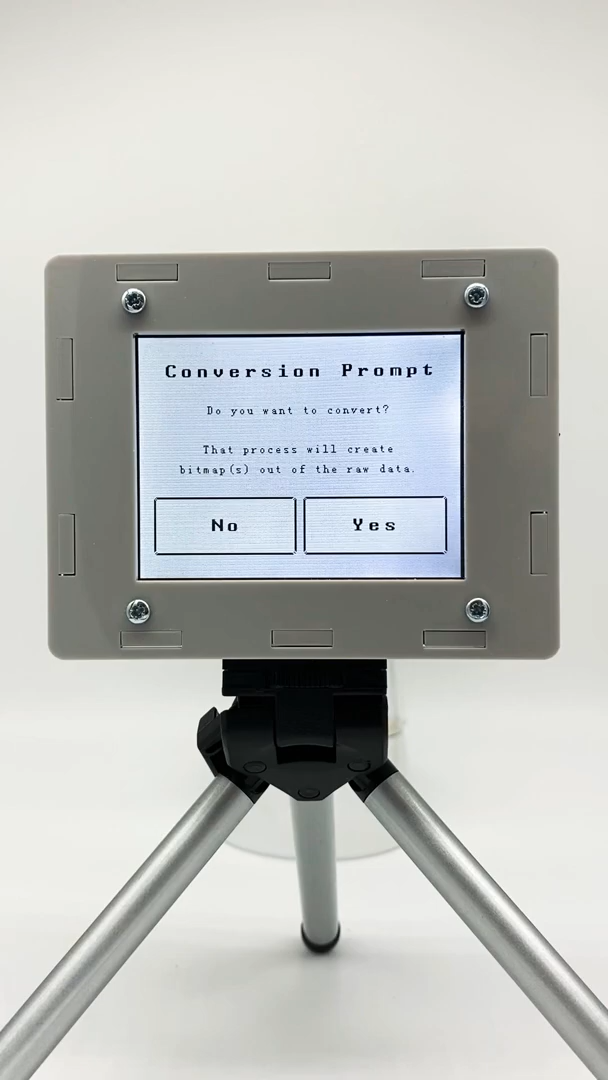 Conversion Prompt
Do you want to convert?
That process will create
bitmap(s) out of the raw data.
No Yes